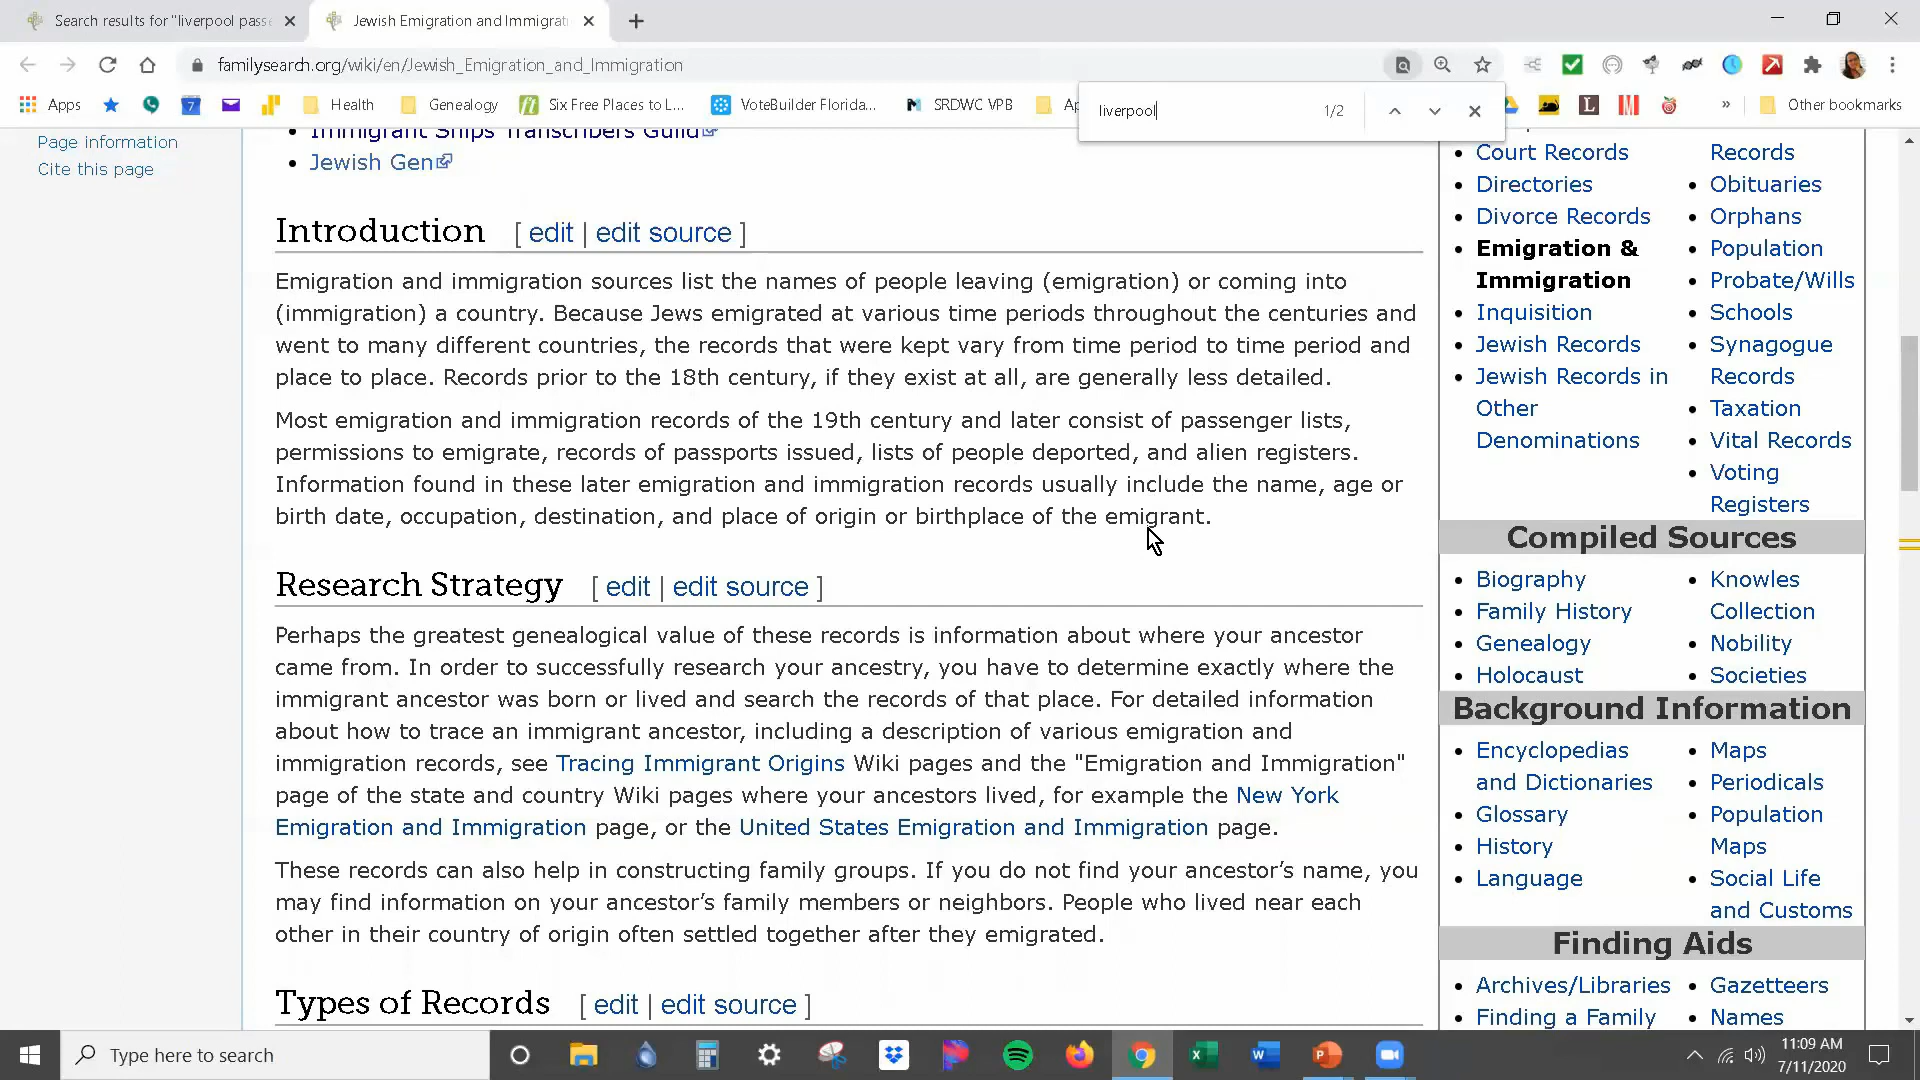 Search results for "liverpool pass
Jewish Emigration and Immigrat
familysearch.org/wiki/en/Jewish_Emigration_and_Immigration
Apps
Health
Genealogy
Six Free Places to L...
VoteBuilder Florida...
SRDWC VPB
Ap
Other bookmarks
liverpool
1/2
Page information
Cite this page
Immigrant Ships Transcribers Guild
Jewish Gen
Introduction [ edit | edit source ]
Emigration and immigration sources list the names of people leaving (emigration) or coming into
(immigration) a country. Because Jews emigrated at various time periods throughout the centuries and
went to many different countries, the records that were kept vary from time period to time period and
place to place. Records prior to the 18th century, if they exist at all, are generally less detailed.
Most emigration and immigration records of the 19th century and later consist of passenger lists,
permissions to emigrate, records of passports issued, lists of people deported, and alien registers.
Information found in these later emigration and immigration records usually include the name, age or
birth date, occupation, destination, and place of origin or birthplace of the emigrant.
Research Strategy [ edit | edit source ]
Perhaps the greatest genealogical value of these records is information about where your ancestor
came from. In order to successfully research your ancestry, you have to determine exactly where the
immigrant ancestor was born or lived and search the records of that place. For detailed information
about how to trace an immigrant ancestor, including a description of various emigration and
immigration records, see Tracing Immigrant Origins Wiki pages and the "Emigration and Immigration"
page of the state and country Wiki pages where your ancestors lived, for example the New York
Emigration and Immigration page, or the United States Emigration and Immigration page.
These records can also help in constructing family groups. If you do not find your ancestor’s name, you
may find information on your ancestor’s family members or neighbors. People who lived near each
other in their country of origin often settled together after they emigrated.
Types of Records [ edit | edit source ]
Court Records
Directories
Divorce Records
Emigration &
Immigration
Inquisition
Jewish Records
Jewish Records in
Other
Denominations
Records
Obituaries
Orphans
Population
Probate/Wills
Schools
Synagogue
Records
Taxation
Vital Records
Voting
Registers
Compiled Sources
Biography
Family History
Genealogy
Holocaust
Knowles
Collection
Nobility
Societies
Background Information
Encyclopedias
and Dictionaries
Glossary
History
Language
Maps
Periodicals
Population
Maps
Social Life
and Customs
Finding Aids
Archives/Libraries
Finding a Family
Gazetteers
Names
Type here to search
11:09 AM
7/11/2020